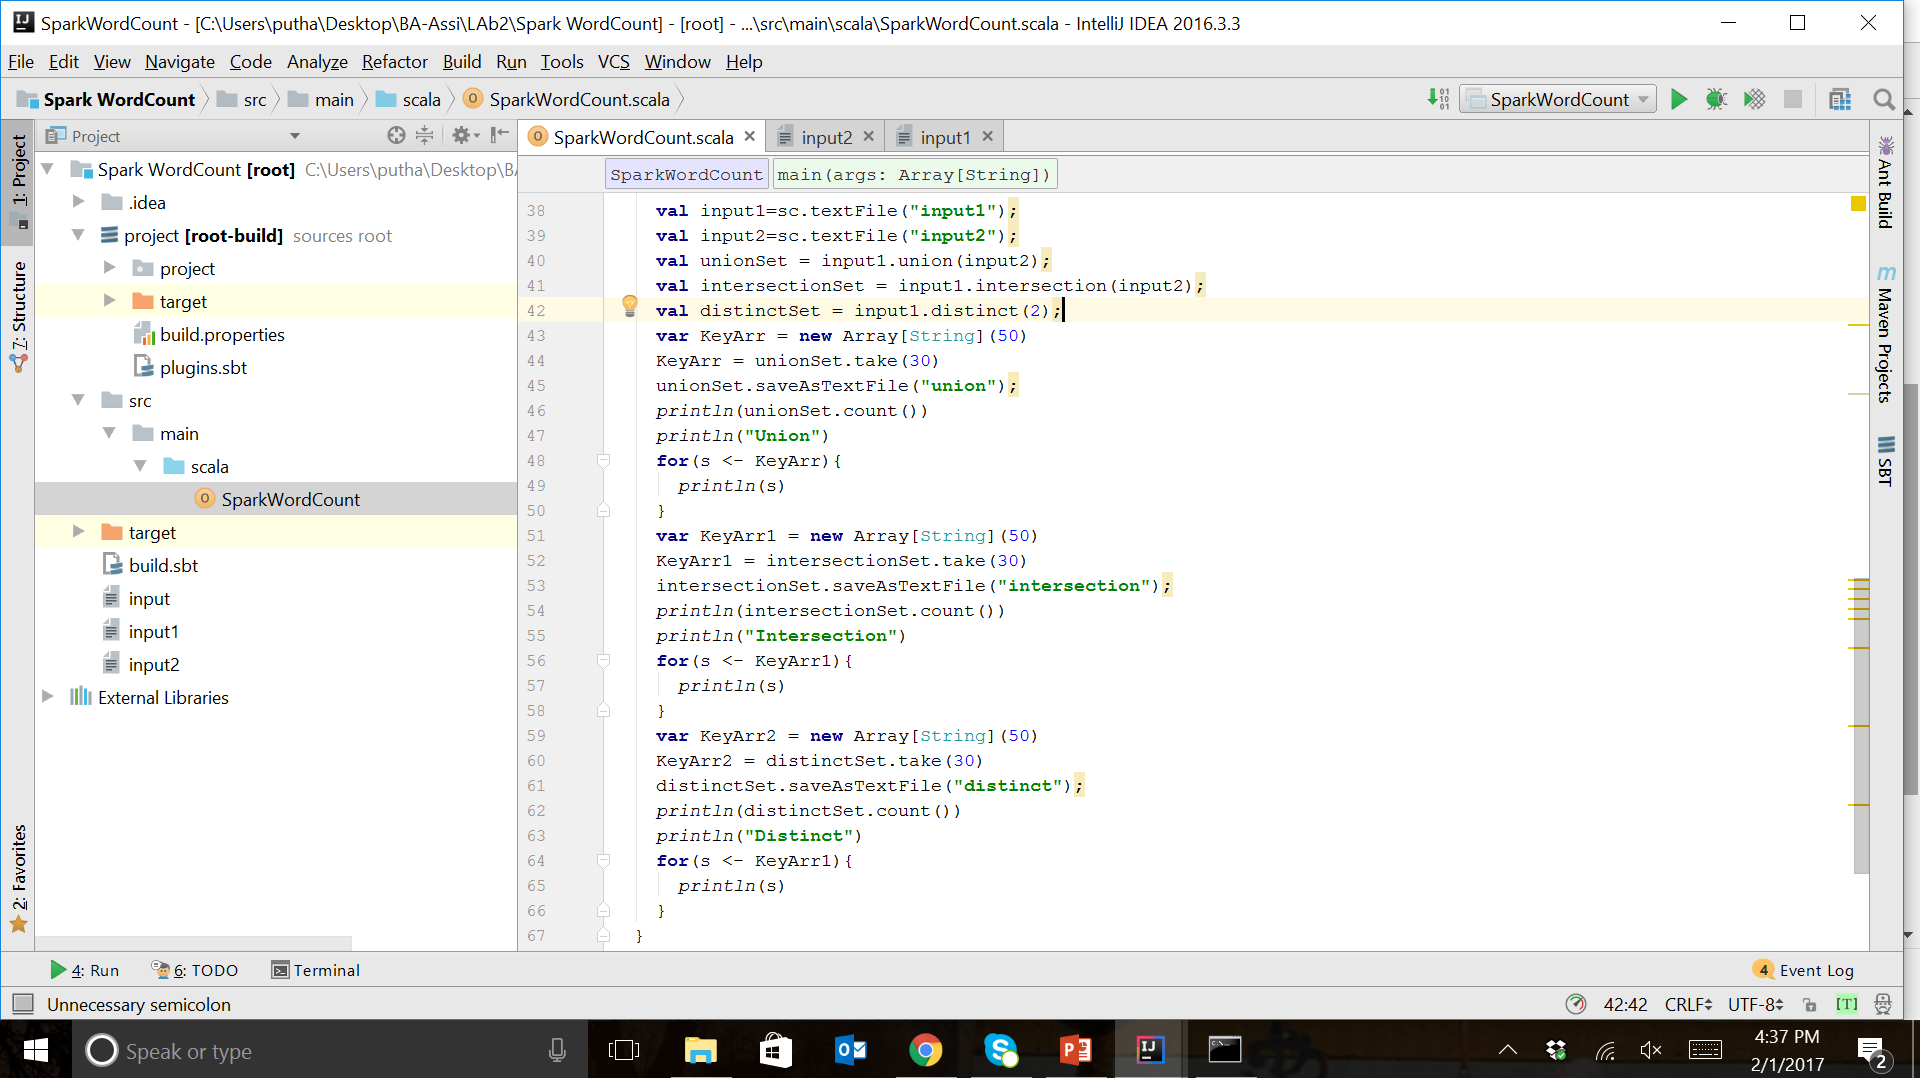 SparkWordCount - [C:\Users\putha\Desktop\BA-Assi\LAb2\Spark WordCount] - [root] - ...\src\main\scala\SparkWordCount.scala - IntelliJ IDEA 2016.3.3
File Edit View Navigate Code Analyze Refactor Build Run Tools VCS Window Help
Spark WordCount src main scala SparkWordCount.scala SparkWordCount
Project
SparkWordCount.scala input2 input1
1: Project
7: Structure
2: Favorites
Spark WordCount [root] C:\Users\putha\Desktop\BA
.idea
project [root-build] sources root
project
target
build.properties
plugins.sbt
src
main
scala
SparkWordCount
target
build.sbt
input
input1
input2
External Libraries
SparkWordCount main(args: Array[String])
38 val input1=sc.textFile("input1");
39 val input2=sc.textFile("input2");
40 val unionSet = input1.union(input2);
41 val intersectionSet = input1.intersection(input2);
42 val distinctSet = input1.distinct(2);
43 var KeyArr = new Array[String](50)
44 KeyArr = unionSet.take(30)
45 unionSet.saveAsTextFile("union");
46 println(unionSet.count())
47 println("Union")
48 for(s <- KeyArr){
49 println(s)
50 }
51 var KeyArr1 = new Array[String](50)
52 KeyArr1 = intersectionSet.take(30)
53 intersectionSet.saveAsTextFile("intersection");
54 println(intersectionSet.count())
55 println("Intersection")
56 for(s <- KeyArr1){
57 println(s)
58 }
59 var KeyArr2 = new Array[String](50)
60 KeyArr2 = distinctSet.take(30)
61 distinctSet.saveAsTextFile("distinct");
62 println(distinctSet.count())
63 println("Distinct")
64 for(s <- KeyArr1){
65 println(s)
66 }
67 }
Ant Build
Maven Projects
SBT
4: Run 6: TODO Terminal 4 Event Log
Unnecessary semicolon 42:42 CRLF UTF-8 [T]
Speak or type
4:37 PM
2/1/2017
2